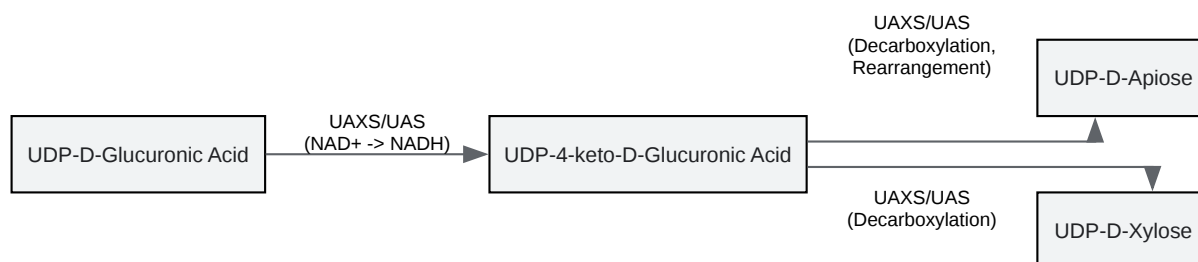 UAXS/UAS
(Decarboxylation,
Rearrangement)
UDP-D-Apiose
UAXS/UAS
(NAD+ -> NADH)
UDP-D-Glucuronic Acid
UDP-4-keto-D-Glucuronic Acid
UAXS/UAS
(Decarboxylation)
UDP-D-Xylose